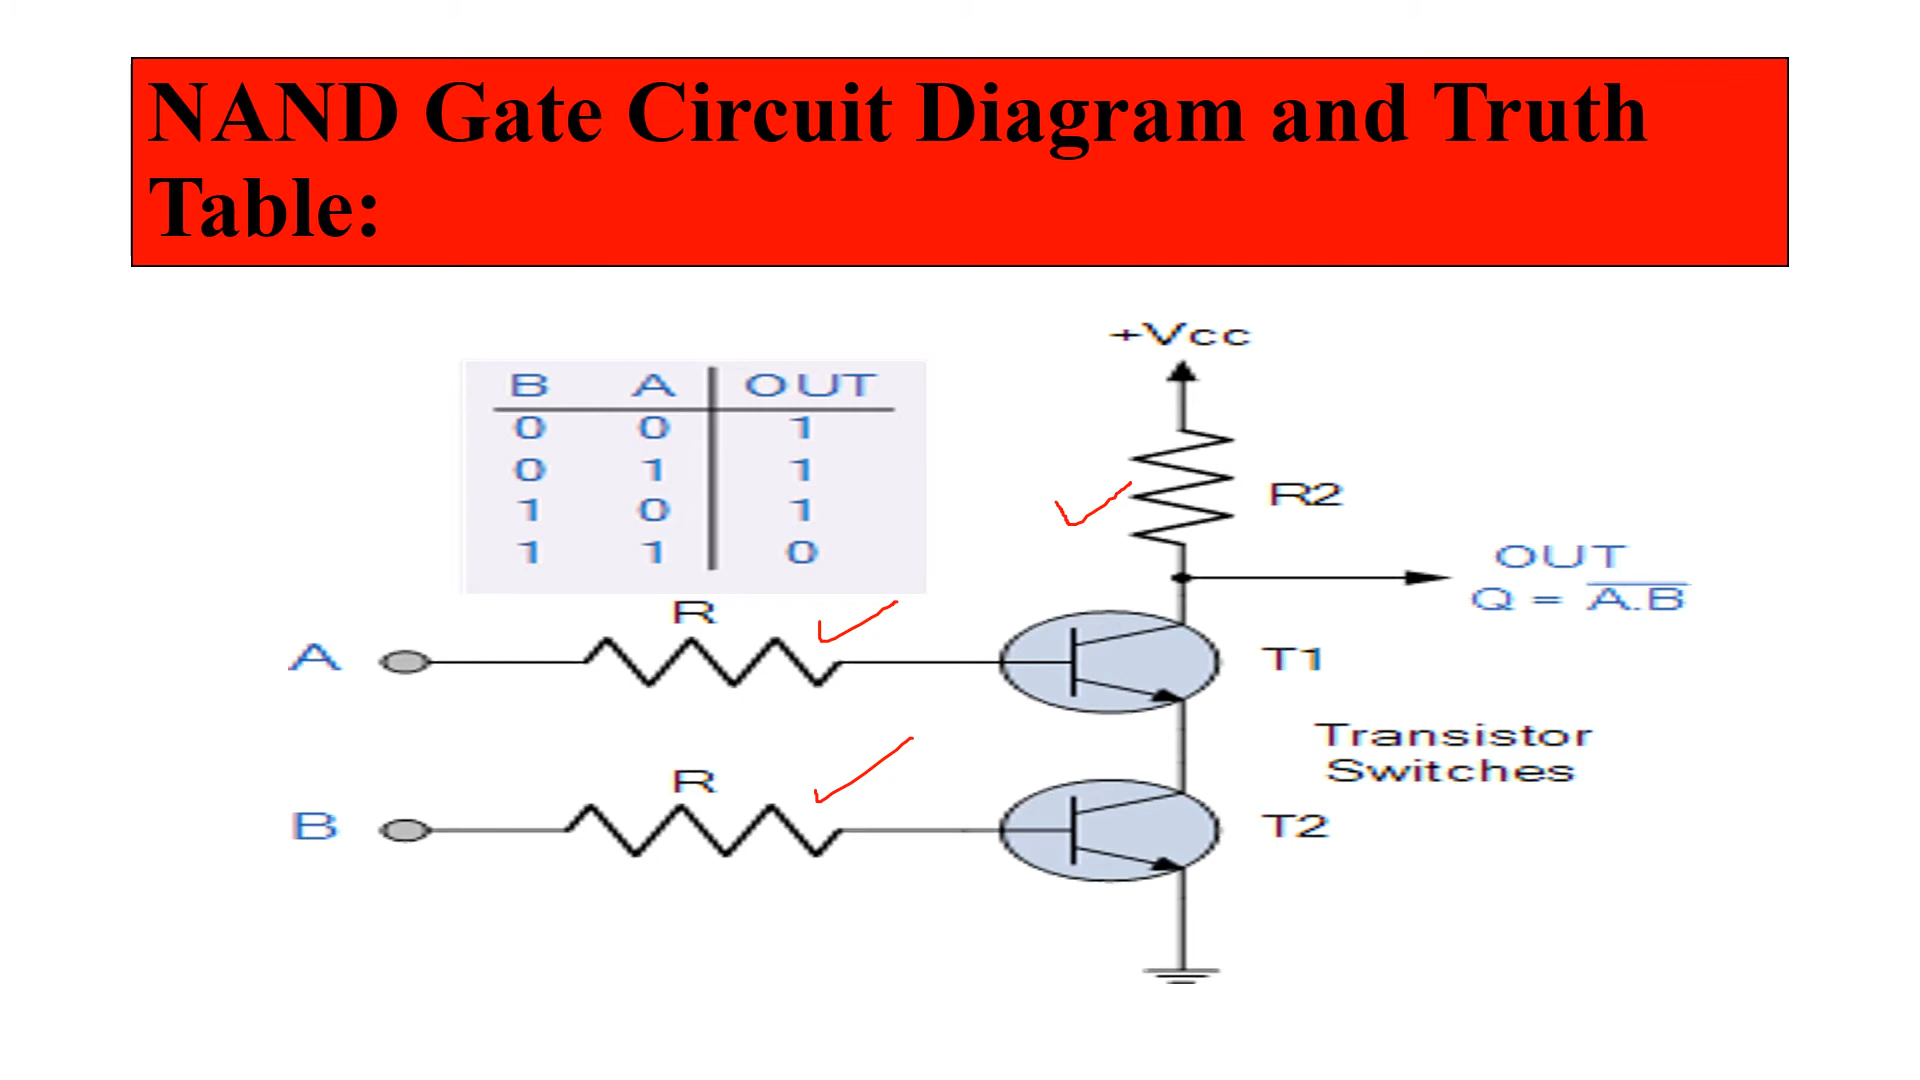 NAND Gate Circuit Diagram and Truth
Table:
+Vcc
B A OUT
0 0 1
0 1 1
1 0 1
1 1 0
R2
OUT
Q = A̅.̅B̅
R
A
T1
Transistor
Switches
R
B
T2